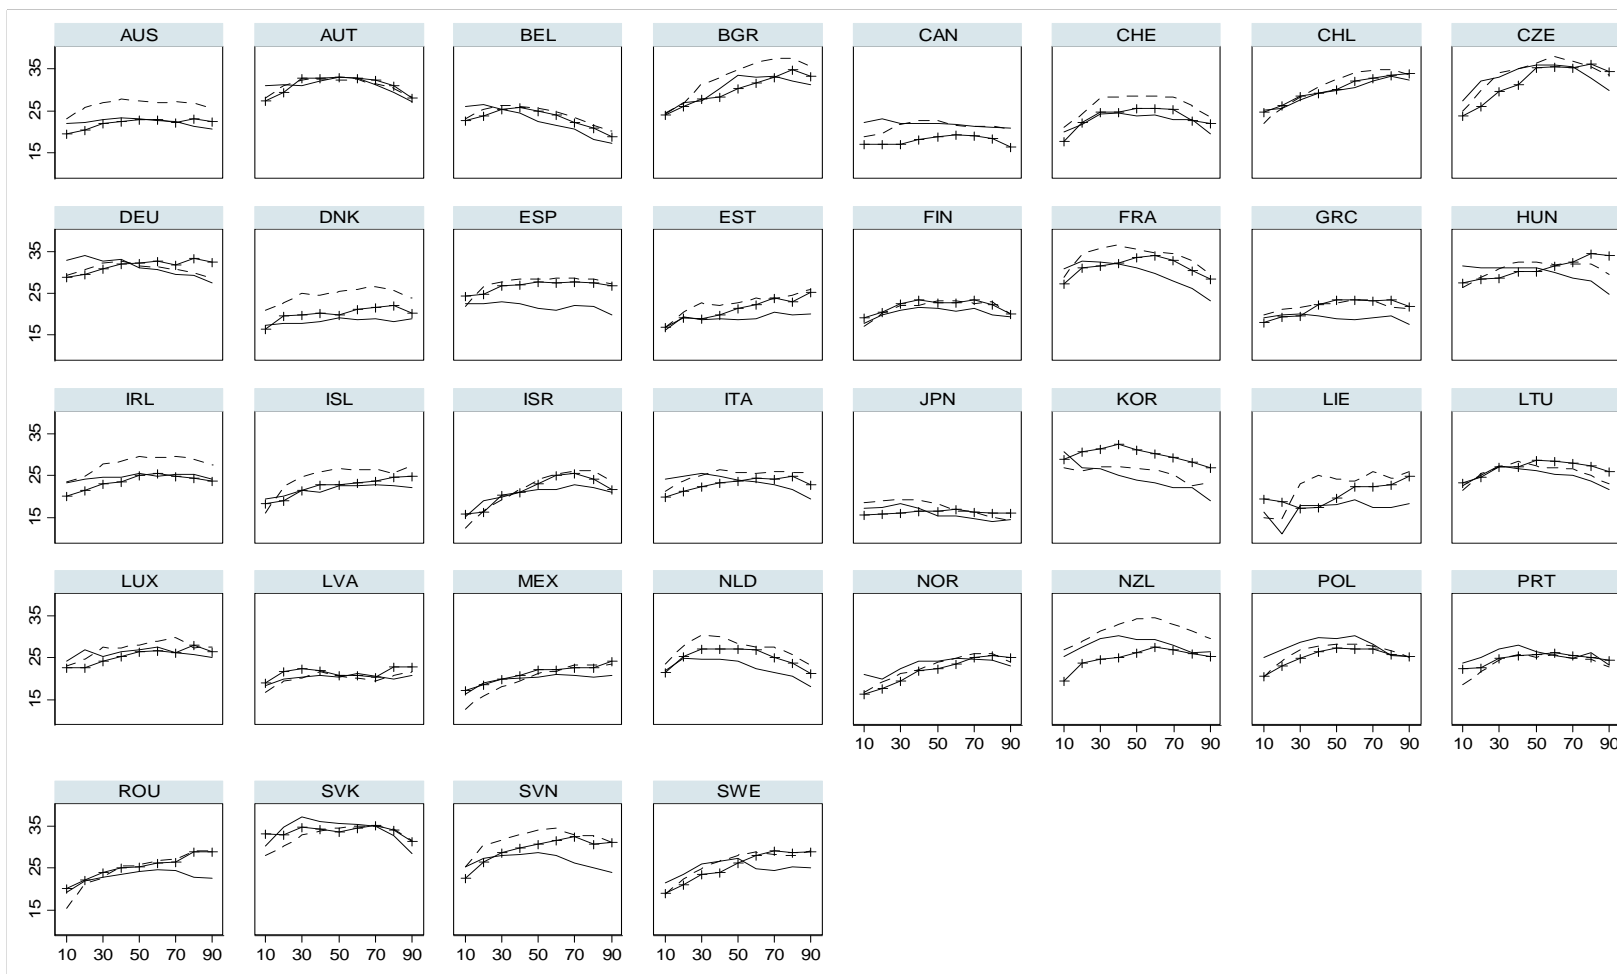 AUS AUT BEL BGR CAN CHE CHL CZE
35
25
15
DEU DNK ESP EST FIN FRA GRC HUN
35
25
15
IRL ISL ISR ITA JPN KOR LIE LTU
35
25
15
LUX LVA MEX NLD NOR NZL POL PRT
35
25
15
10 30 50 70 90 10 30 50 70 90 10 30 50 70 90 10 30 50 70 90
ROU SVK SVN SWE
35
25
15
10 30 50 70 90 10 30 50 70 90 10 30 50 70 90 10 30 50 70 90